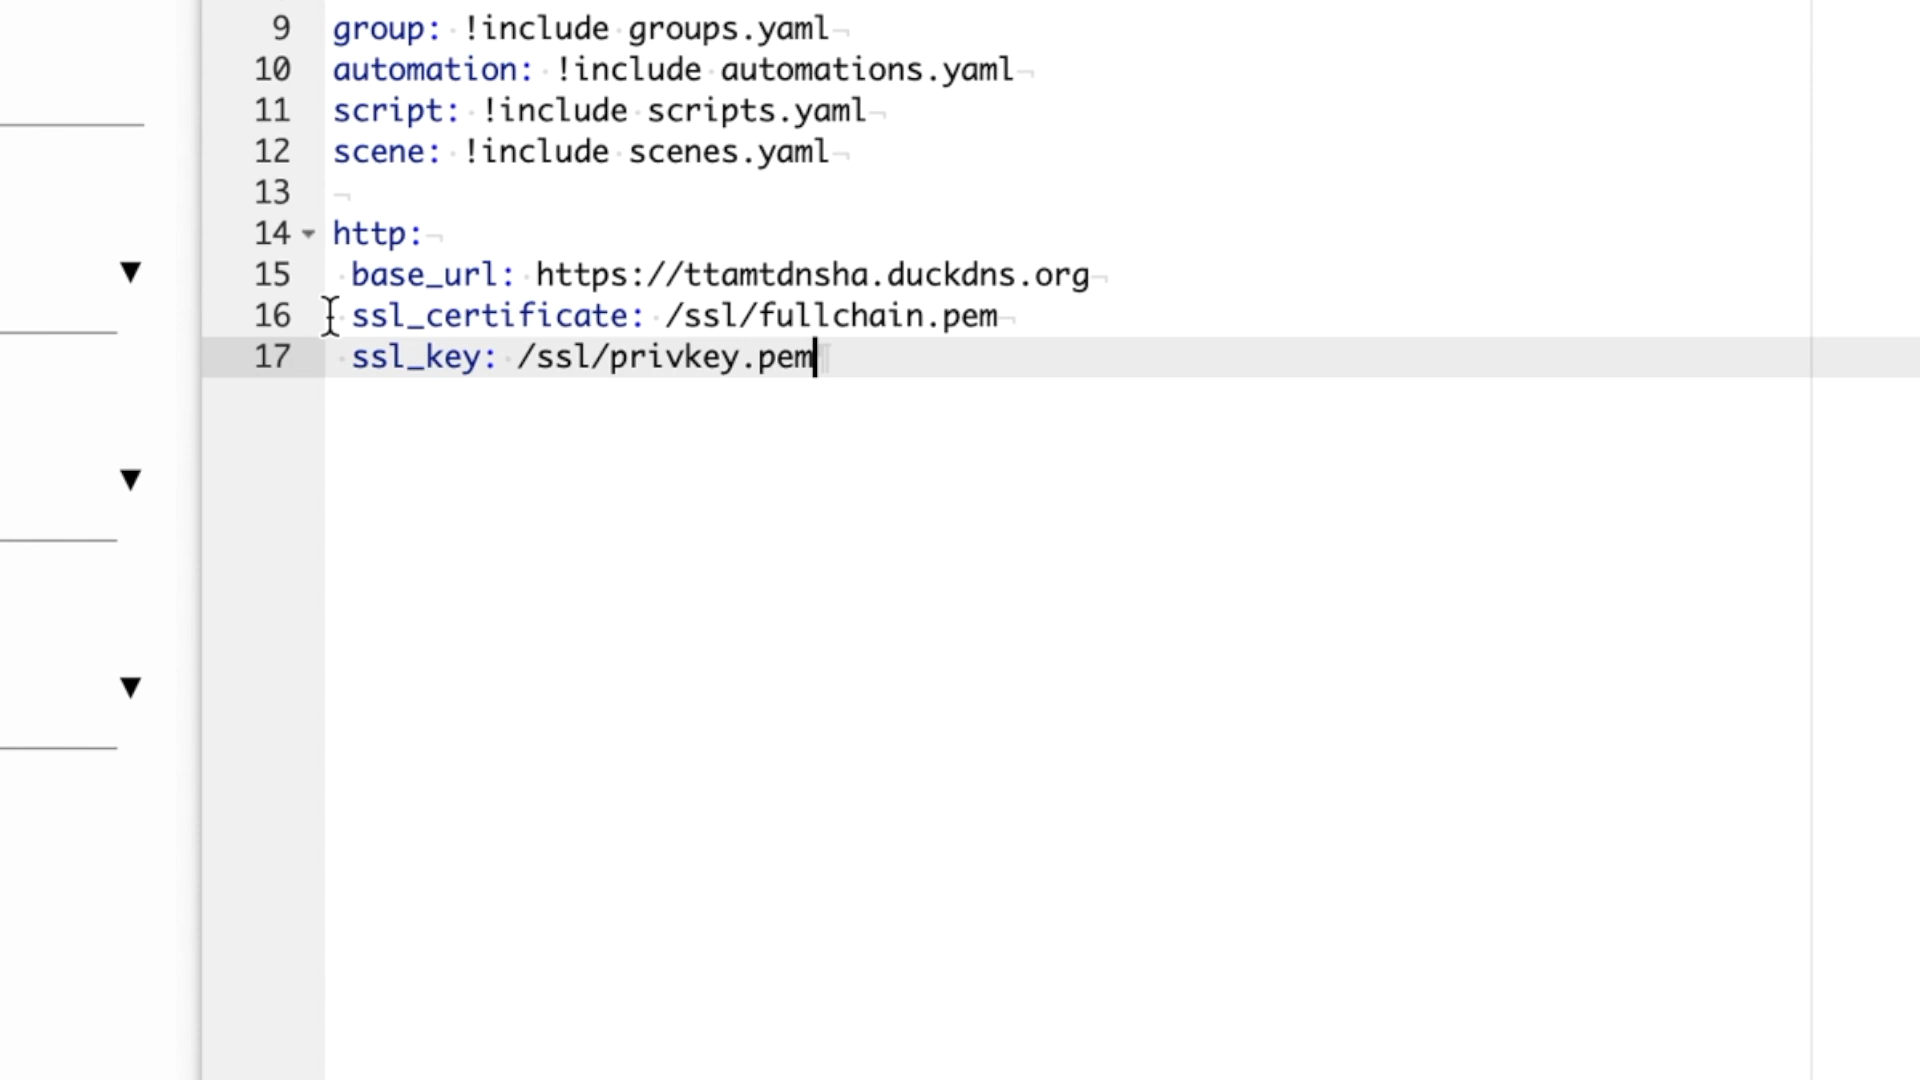 9 group: !include groups.yaml
10 automation: !include automations.yaml
11 script: !include scripts.yaml
12 scene: !include scenes.yaml
13
14 http:
15 base_url: https://ttamtdnsha.duckdns.org
16 ssl_certificate: /ssl/fullchain.pem
17 ssl_key: /ssl/privkey.pem